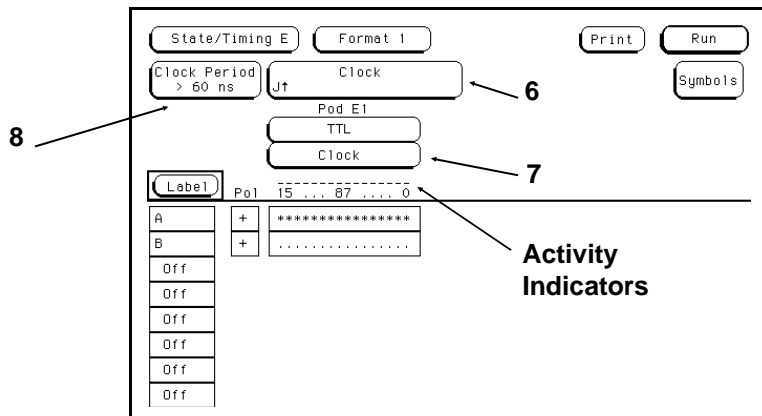 State/Timing E Format 1 Print Run
Clock Period Clock Symbols
> 60 ns J↑ 6
Pod E1
8 TTL
Clock 7
Label Pol 15 ... 87 .... 0
A + **************** Activity
B + ................ Indicators
Off
Off
Off
Off
Off
Off